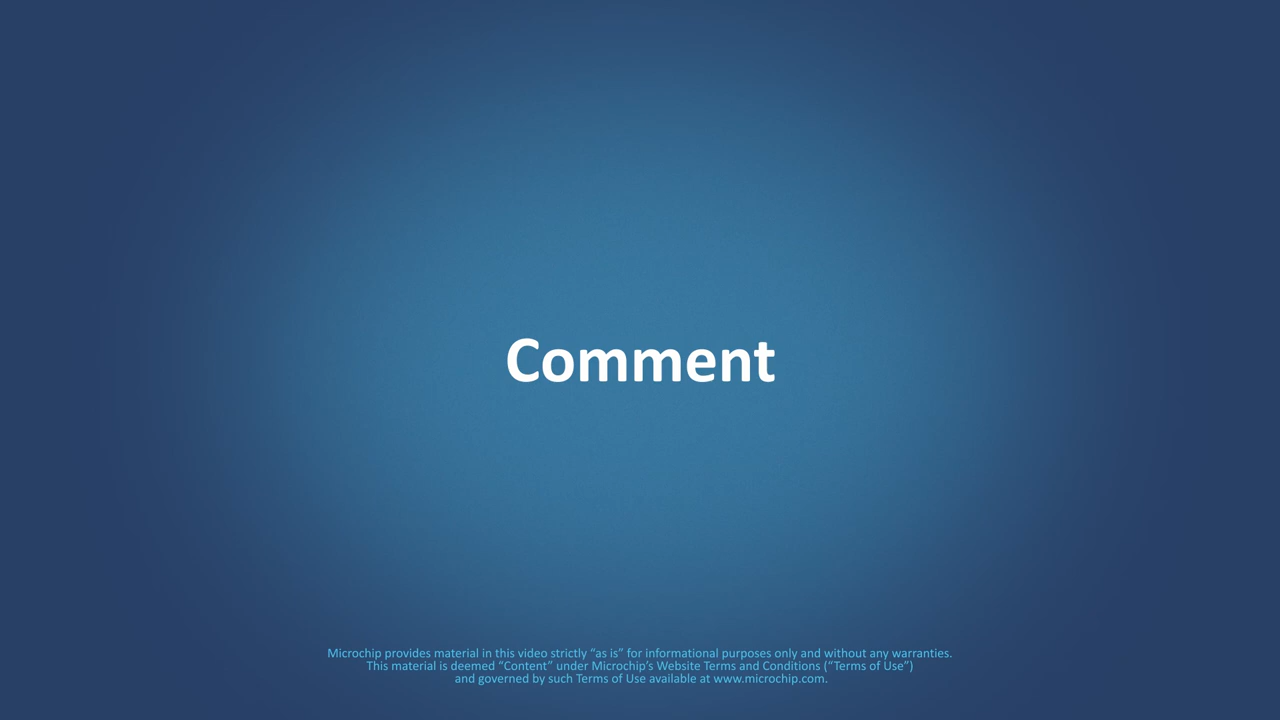 Comment
Microchip provides material in this video strictly “as is” for informational purposes only and without any warranties.
This material is deemed “Content” under Microchip’s Website Terms and Conditions (“Terms of Use”)
and governed by such Terms of Use available at www.microchip.com.